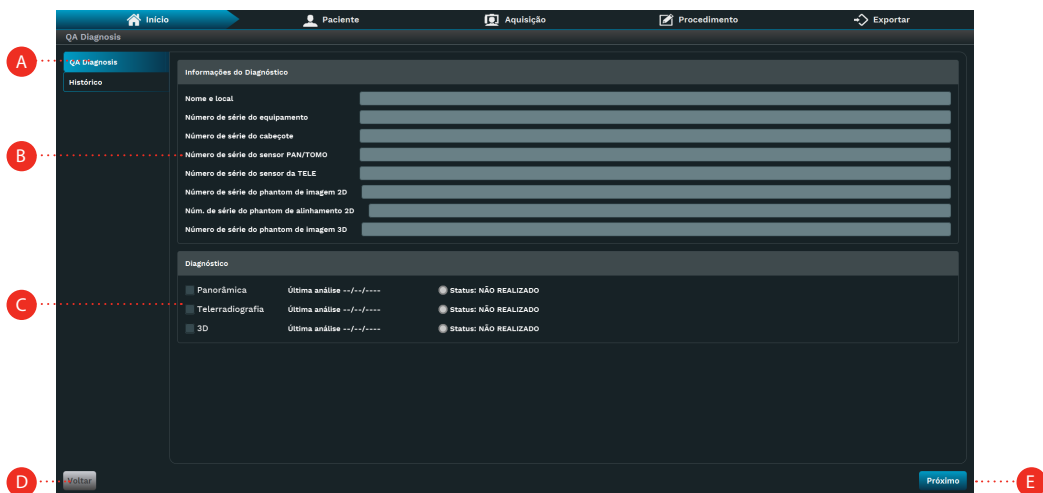 Início Paciente Aquisição Procedimento Exportar
QA Diagnosis
A QA Diagnosis
Histórico
Informações do Diagnóstico
Nome e local
Número de série do equipamento
Número de série do cabeçote
B Número de série do sensor PAN/TOMO
Número de série do sensor da TELE
Número de série do phantom de imagem 2D
Núm. de série do phantom de alinhamento 2D
Número de série do phantom de imagem 3D
Diagnóstico
Panorâmica Última análise --/--/---- Status: NÃO REALIZADO
C Telerradiografia Última análise --/--/---- Status: NÃO REALIZADO
3D Última análise --/--/---- Status: NÃO REALIZADO
D Voltar Próximo E